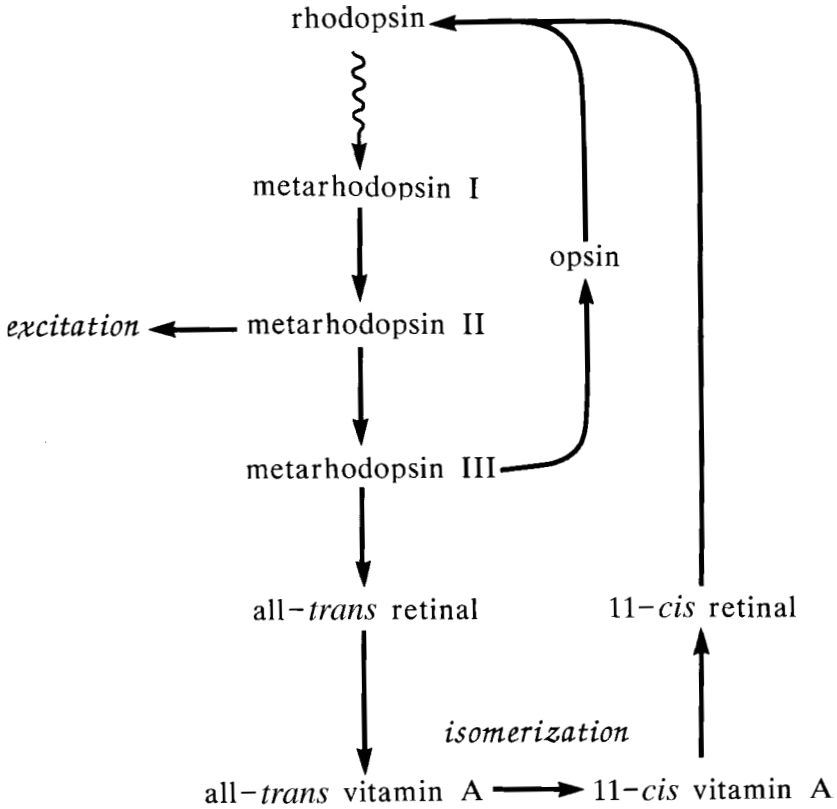 rhodopsin
metarhodopsin I
opsin
excitation
metarhodopsin II
metarhodopsin III
all-trans retinal
11-cis retinal
isomerization
all-trans vitamin A
11-cis vitamin A